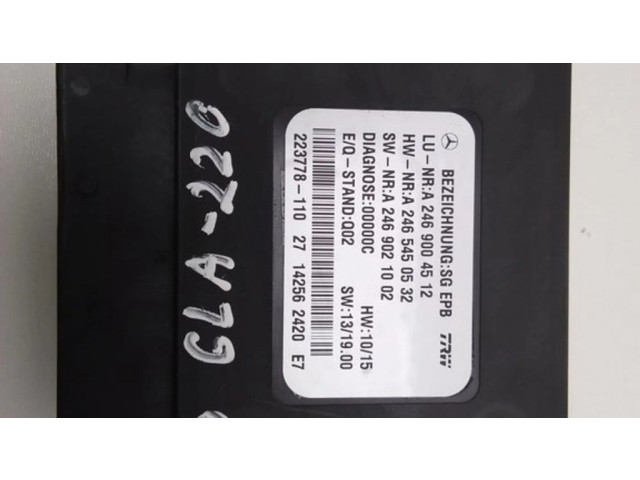 BEZEICHNUNG:SG EPB TRW
LU-NR:A 246 900 45 12
HW-NR:A 246 545 05 32
SW-NR:A 246 902 10 02
DIAGNOSE:00000C HW:10/15
E/Q-STAND:Q02 SW:13/19.00
223778-110 27 14256 2420 E7
CLA-220